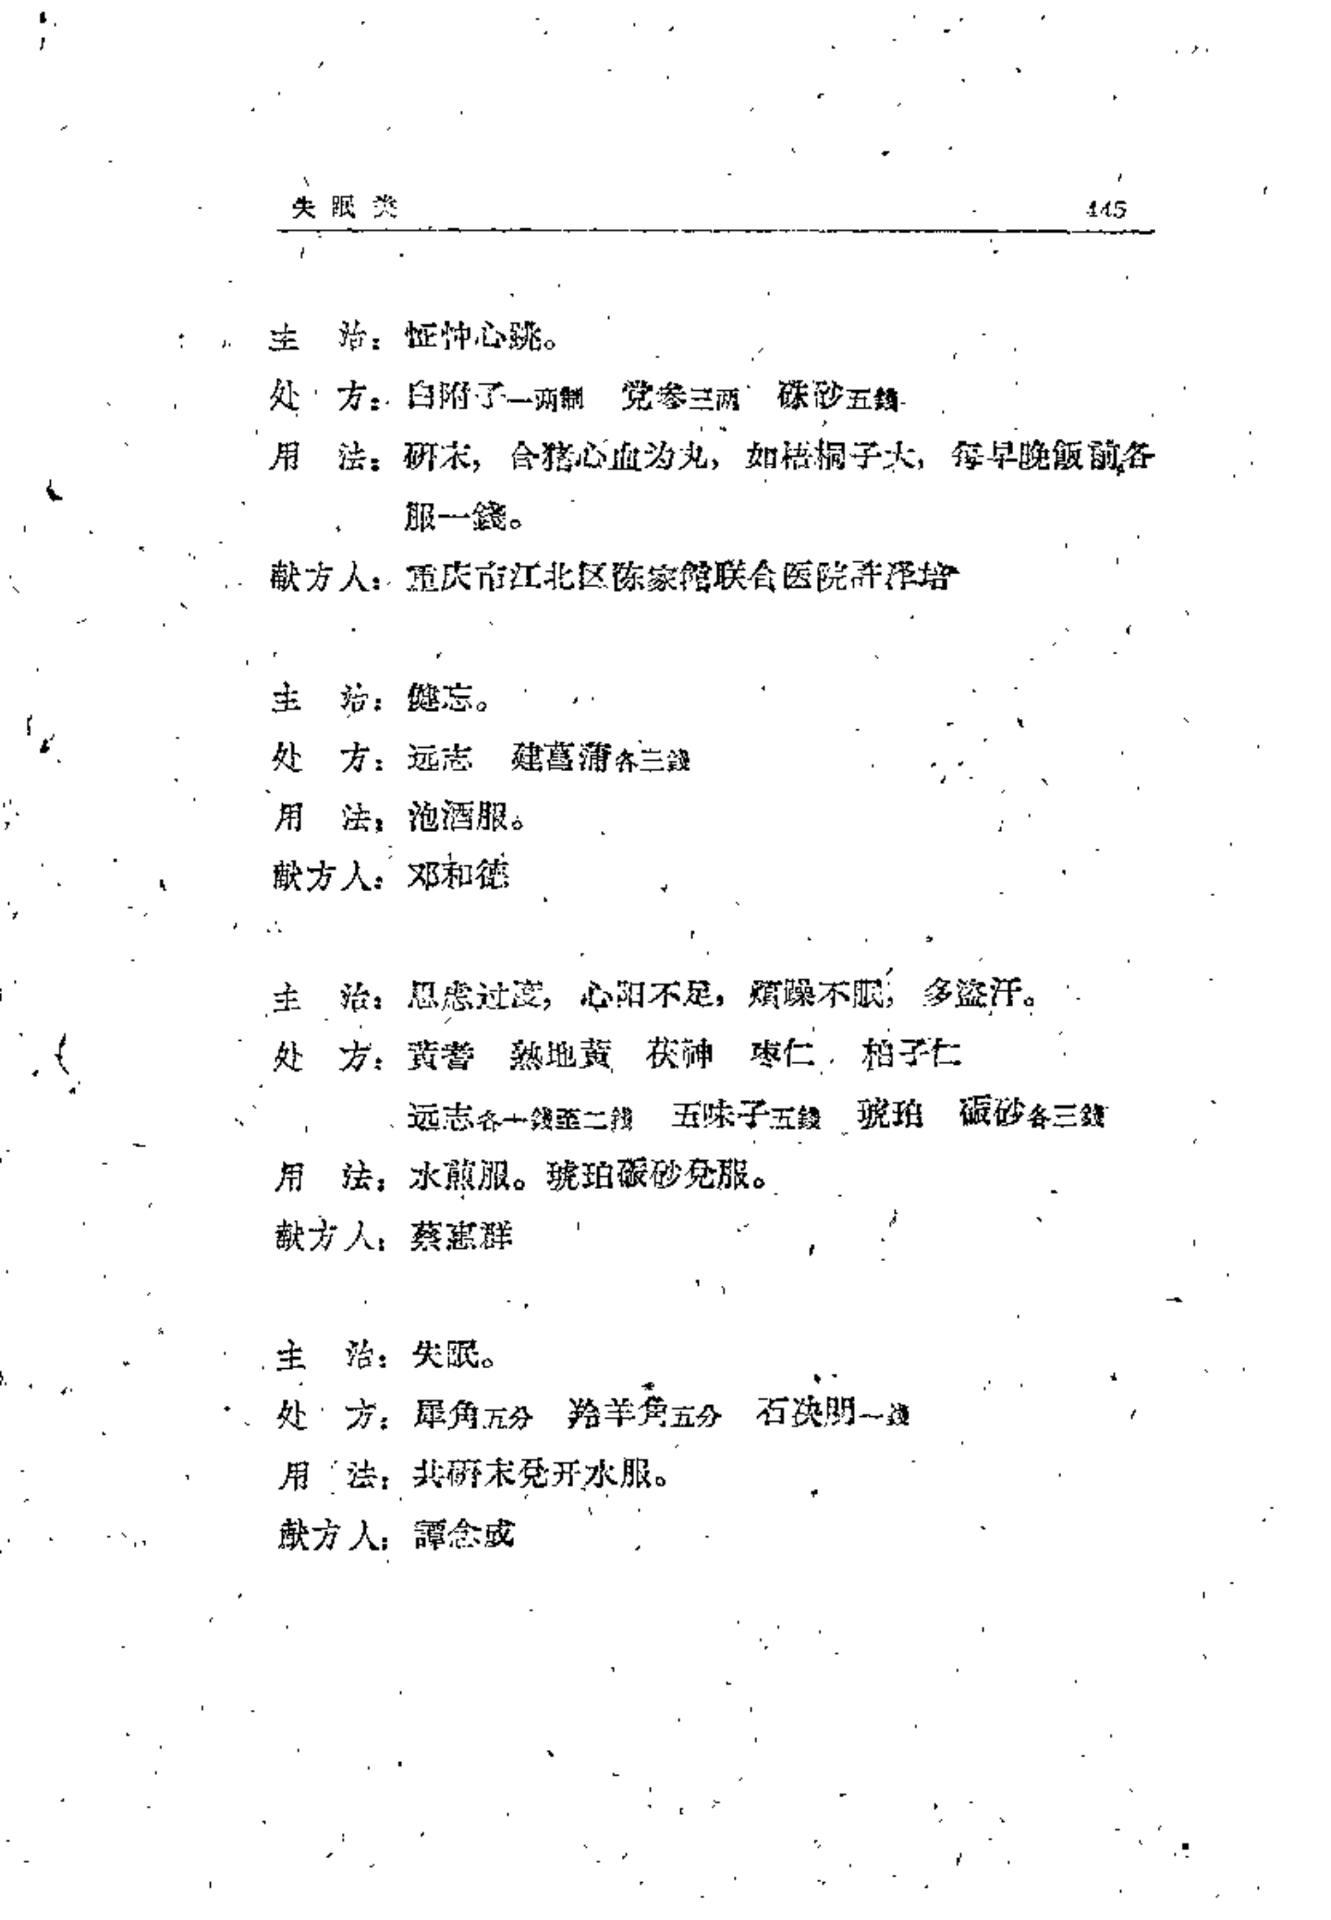 失眠类 445
主　治：怔忡心跳。
处　方：白附子一两制　党参三两　硃砂五錢
用　法：研末，合猪心血为丸，如梧桐子大，每早晚飯前各
服一錢。
献方人：重庆市江北区陈家館联合医院許泽培
主　治：健忘。
处　方：远志　建菖蒲各三錢
用　法：泡酒服。
献方人：邓和德
主　治：思虑过度，心阳不足，煩躁不眠，多盗汗。
处　方：黄耆　熟地黄　茯神　枣仁　柏子仁
远志各一錢至二錢　五味子五錢　琥珀　硃砂各三錢
用　法：水煎服。琥珀硃砂兌服。
献方人：蔡惠群
主　治：失眠。
处　方：犀角五分　羚羊角五分　石决明一錢
用　法：共研末兌开水服。
献方人：譚念成